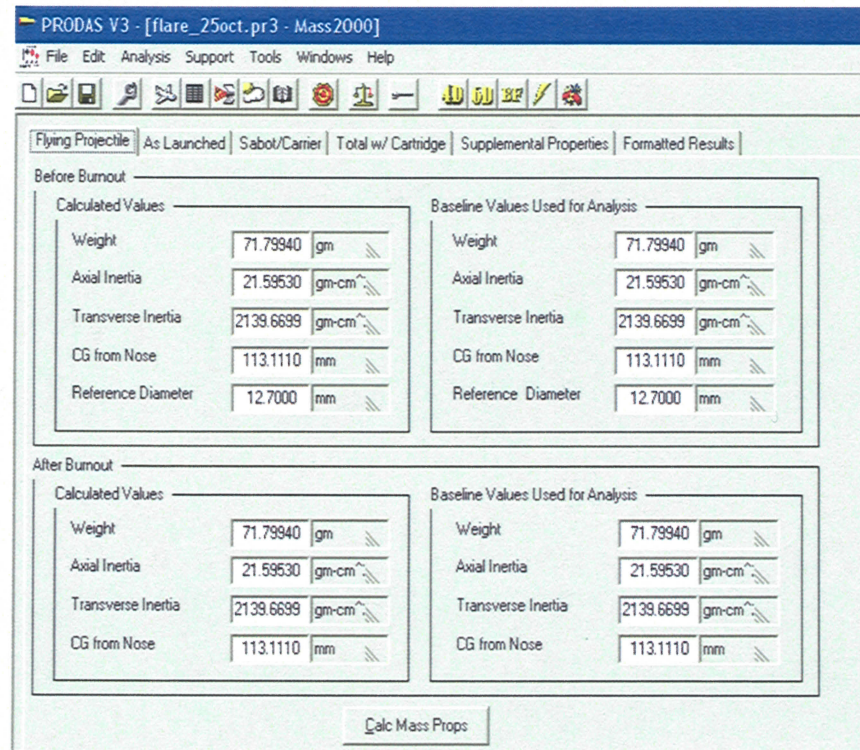 PRODAS V3 - [flare_25oct.pr3 - Mass2000]
File Edit Analysis Support Tools Windows Help
Flying Projectile As Launched Sabot/Carrier Total w/ Cartridge Supplemental Properties Formatted Results
Before Burnout
Calculated Values Baseline Values Used for Analysis
Weight 71.79940 gm Weight 71.79940 gm
Axial Inertia 21.59530 gm-cm^ Axial Inertia 21.59530 gm-cm^
Transverse Inertia 2139.6699 gm-cm^ Transverse Inertia 2139.6699 gm-cm^
CG from Nose 113.1110 mm CG from Nose 113.1110 mm
Reference Diameter 12.7000 mm Reference Diameter 12.7000 mm
After Burnout
Calculated Values Baseline Values Used for Analysis
Weight 71.79940 gm Weight 71.79940 gm
Axial Inertia 21.59530 gm-cm^ Axial Inertia 21.59530 gm-cm^
Transverse Inertia 2139.6699 gm-cm^ Transverse Inertia 2139.6699 gm-cm^
CG from Nose 113.1110 mm CG from Nose 113.1110 mm
Calc Mass Props